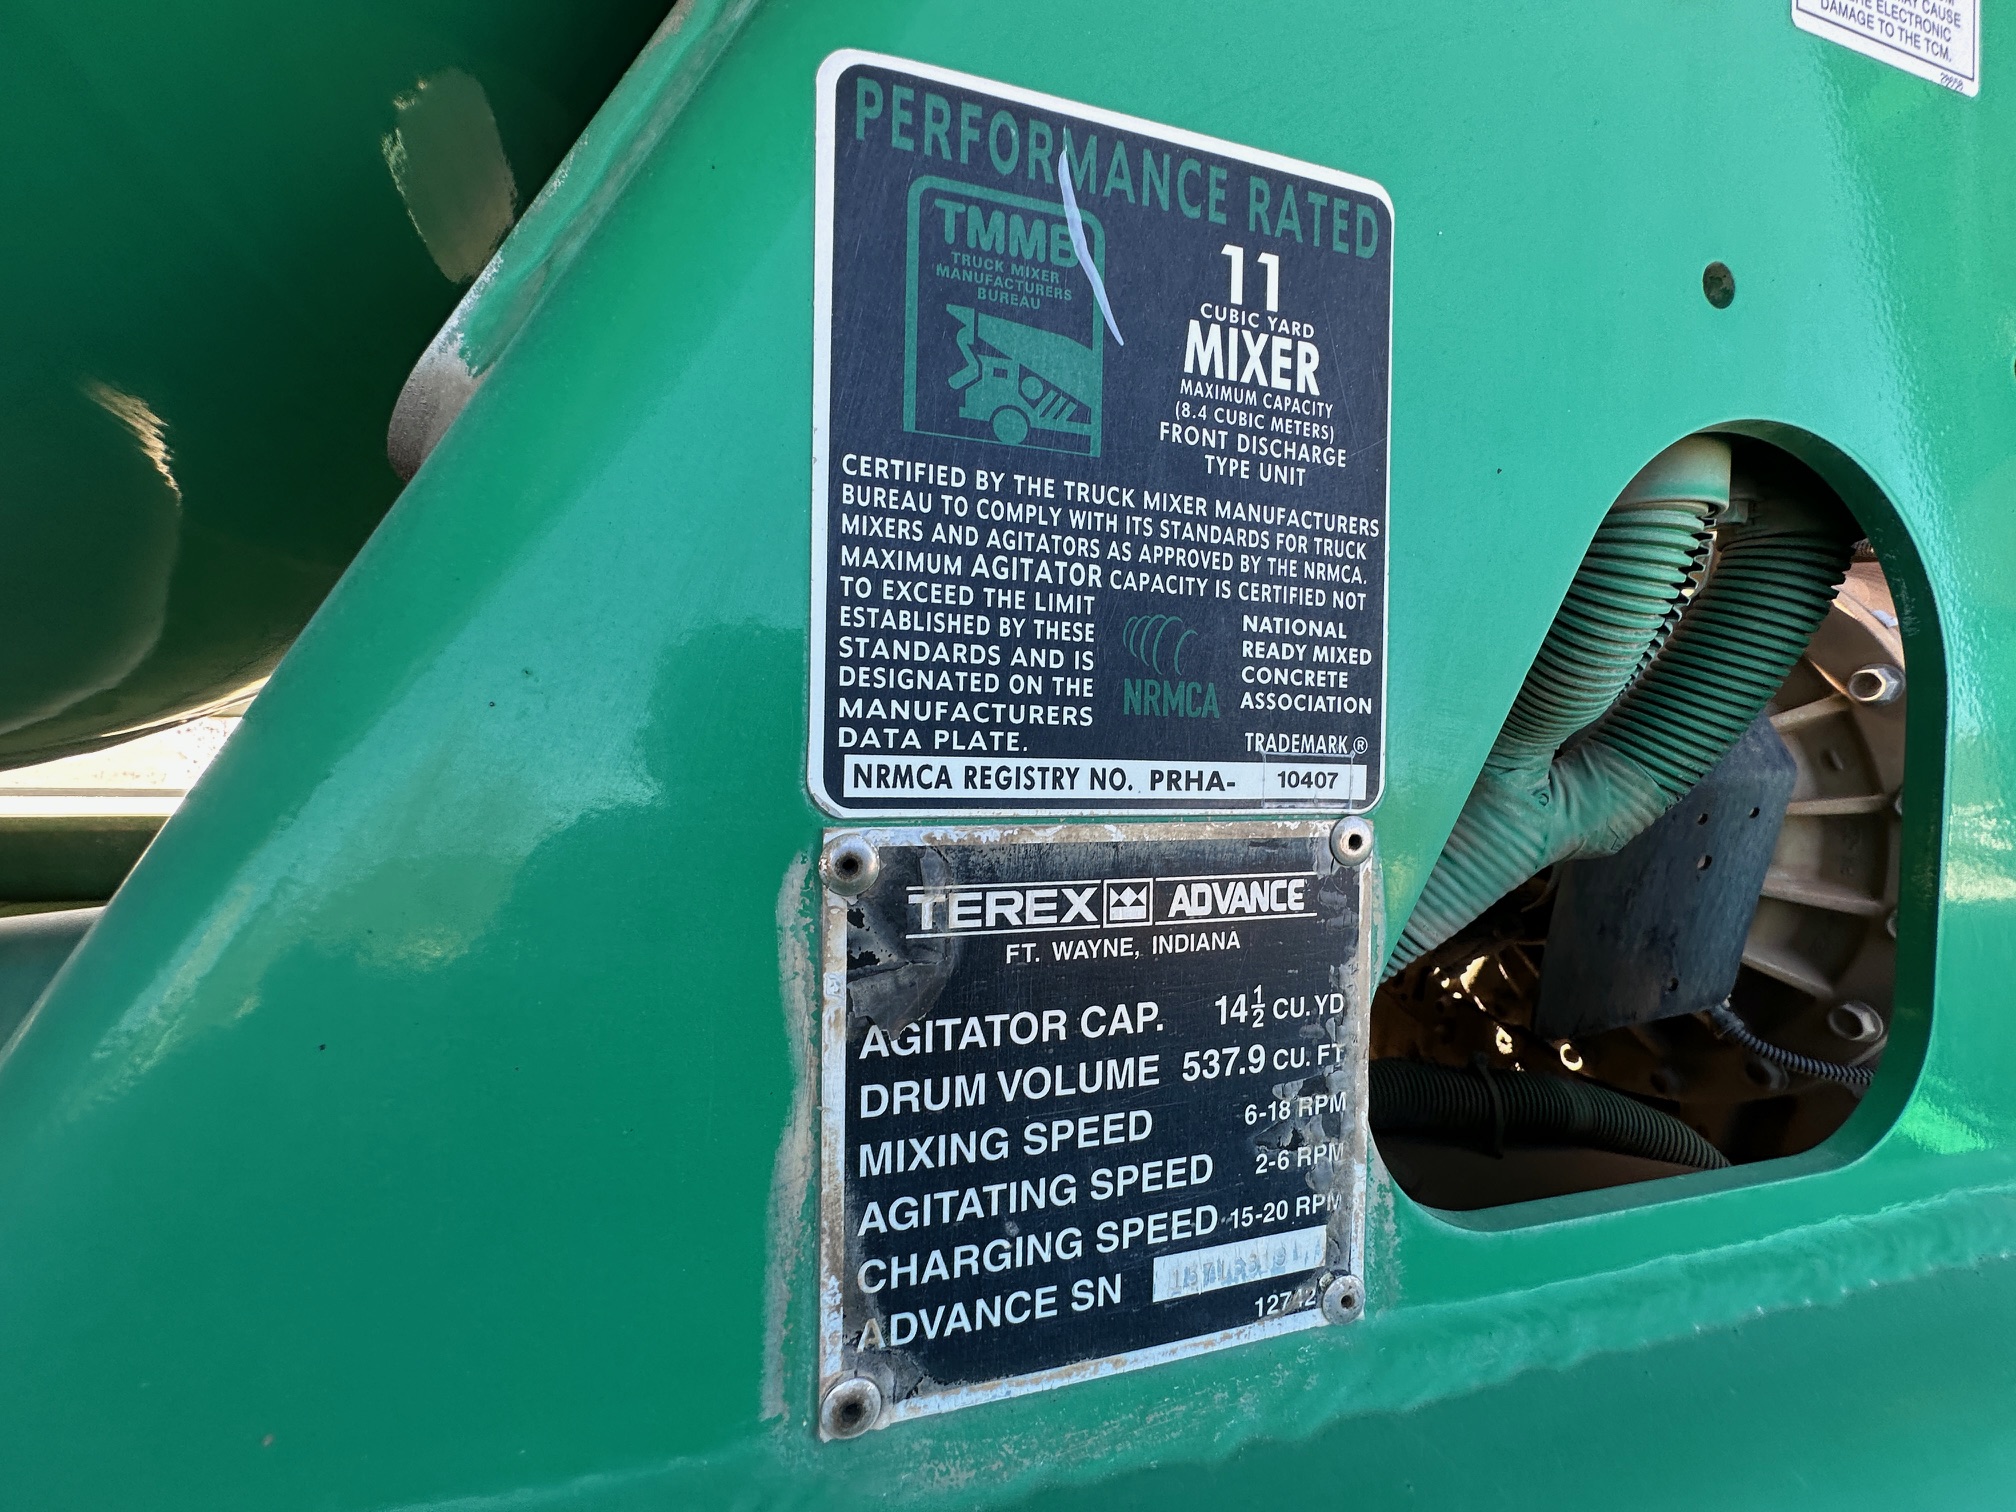 MAY CAUSE
THE ELECTRONIC
DAMAGE TO THE TCM.
PERFORMANCE RATED
TMMB
TRUCK MIXER
MANUFACTURERS
BUREAU
11
CUBIC YARD
MIXER
MAXIMUM CAPACITY
(8.4 CUBIC METERS)
FRONT DISCHARGE
TYPE UNIT
CERTIFIED BY THE TRUCK MIXER MANUFACTURERS
BUREAU TO COMPLY WITH ITS STANDARDS FOR TRUCK
MIXERS AND AGITATORS AS APPROVED BY THE NRMCA.
MAXIMUM AGITATOR CAPACITY IS CERTIFIED NOT
TO EXCEED THE LIMIT
ESTABLISHED BY THESE
STANDARDS AND IS
DESIGNATED ON THE
MANUFACTURERS
DATA PLATE.
NRMCA
NATIONAL
READY MIXED
CONCRETE
ASSOCIATION
TRADEMARK ®
NRMCA REGISTRY NO. PRHA- 10407
TEREX ADVANCE
FT. WAYNE, INDIANA
AGITATOR CAP. 14 1/2 CU. YD
DRUM VOLUME 537.9 CU. FT
MIXING SPEED 6-18 RPM
AGITATING SPEED 2-6 RPM
CHARGING SPEED 15-20 RPM
ADVANCE SN
12742